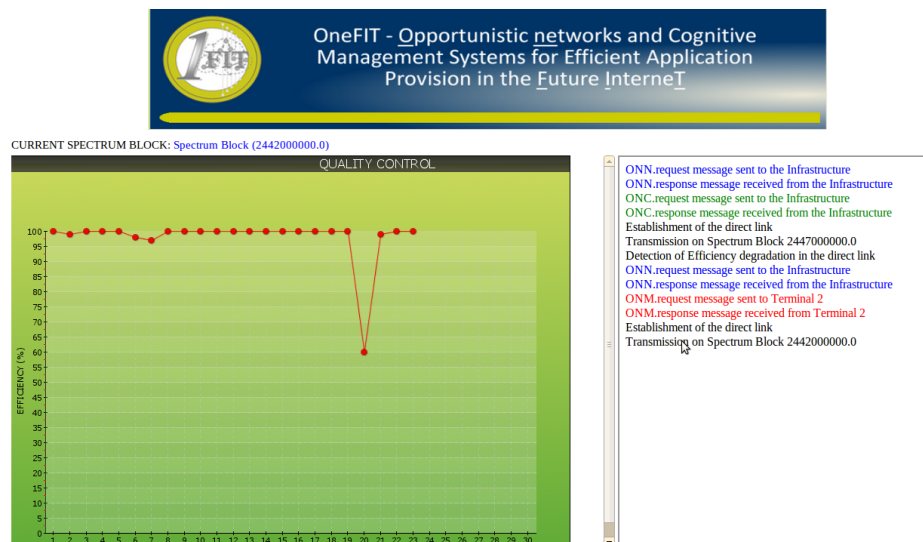 1
FIT
OneFIT - Opportunistic networks and Cognitive
Management Systems for Efficient Application
Provision in the Future InterneT
CURRENT SPECTRUM BLOCK: Spectrum Block (2442000000.0)
QUALITY CONTROL
100
95
90
85
80
75
70
65
60
55
50
45
40
35
30
25
20
15
10
5
0
EFFICIENCY (%)
1 2 3 4 5 6 7 8 9 10 11 12 13 14 15 16 17 18 19 20 21 22 23 24 25 26 27 28 29 30
ONN.request message sent to the Infrastructure
ONN.response message received from the Infrastructure
ONC.request message sent to the Infrastructure
ONC.response message received from the Infrastructure
Establishment of the direct link
Transmission on Spectrum Block 2447000000.0
Detection of Efficiency degradation in the direct link
ONN.request message sent to the Infrastructure
ONN.response message received from the Infrastructure
ONM.request message sent to Terminal 2
ONM.response message received from Terminal 2
Establishment of the direct link
Transmission on Spectrum Block 2442000000.0